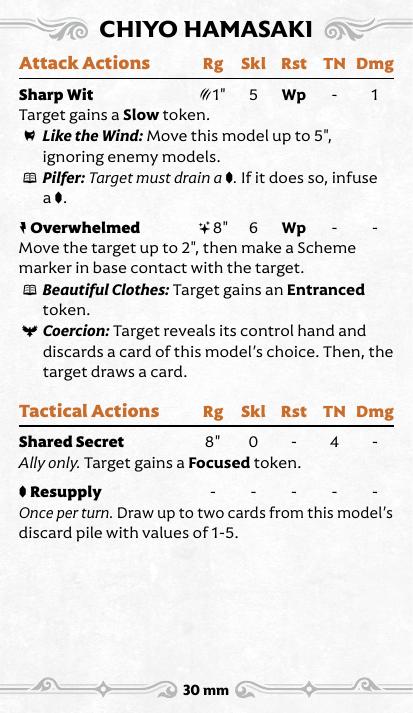 CHIYO HAMASAKI
Attack Actions Rg Skl Rst TN Dmg
Sharp Wit 1" 5 Wp - 1
Target gains a Slow token.
Like the Wind: Move this model up to 5",
ignoring enemy models.
Pilfer: Target must drain a . If it does so, infuse
a .
Overwhelmed 8" 6 Wp - -
Move the target up to 2", then make a Scheme
marker in base contact with the target.
Beautiful Clothes: Target gains an Entranced
token.
Coercion: Target reveals its control hand and
discards a card of this model's choice. Then, the
target draws a card.
Tactical Actions Rg Skl Rst TN Dmg
Shared Secret 8" 0 - 4 -
Ally only. Target gains a Focused token.
Resupply - - - - -
Once per turn. Draw up to two cards from this model's
discard pile with values of 1-5.
30 mm